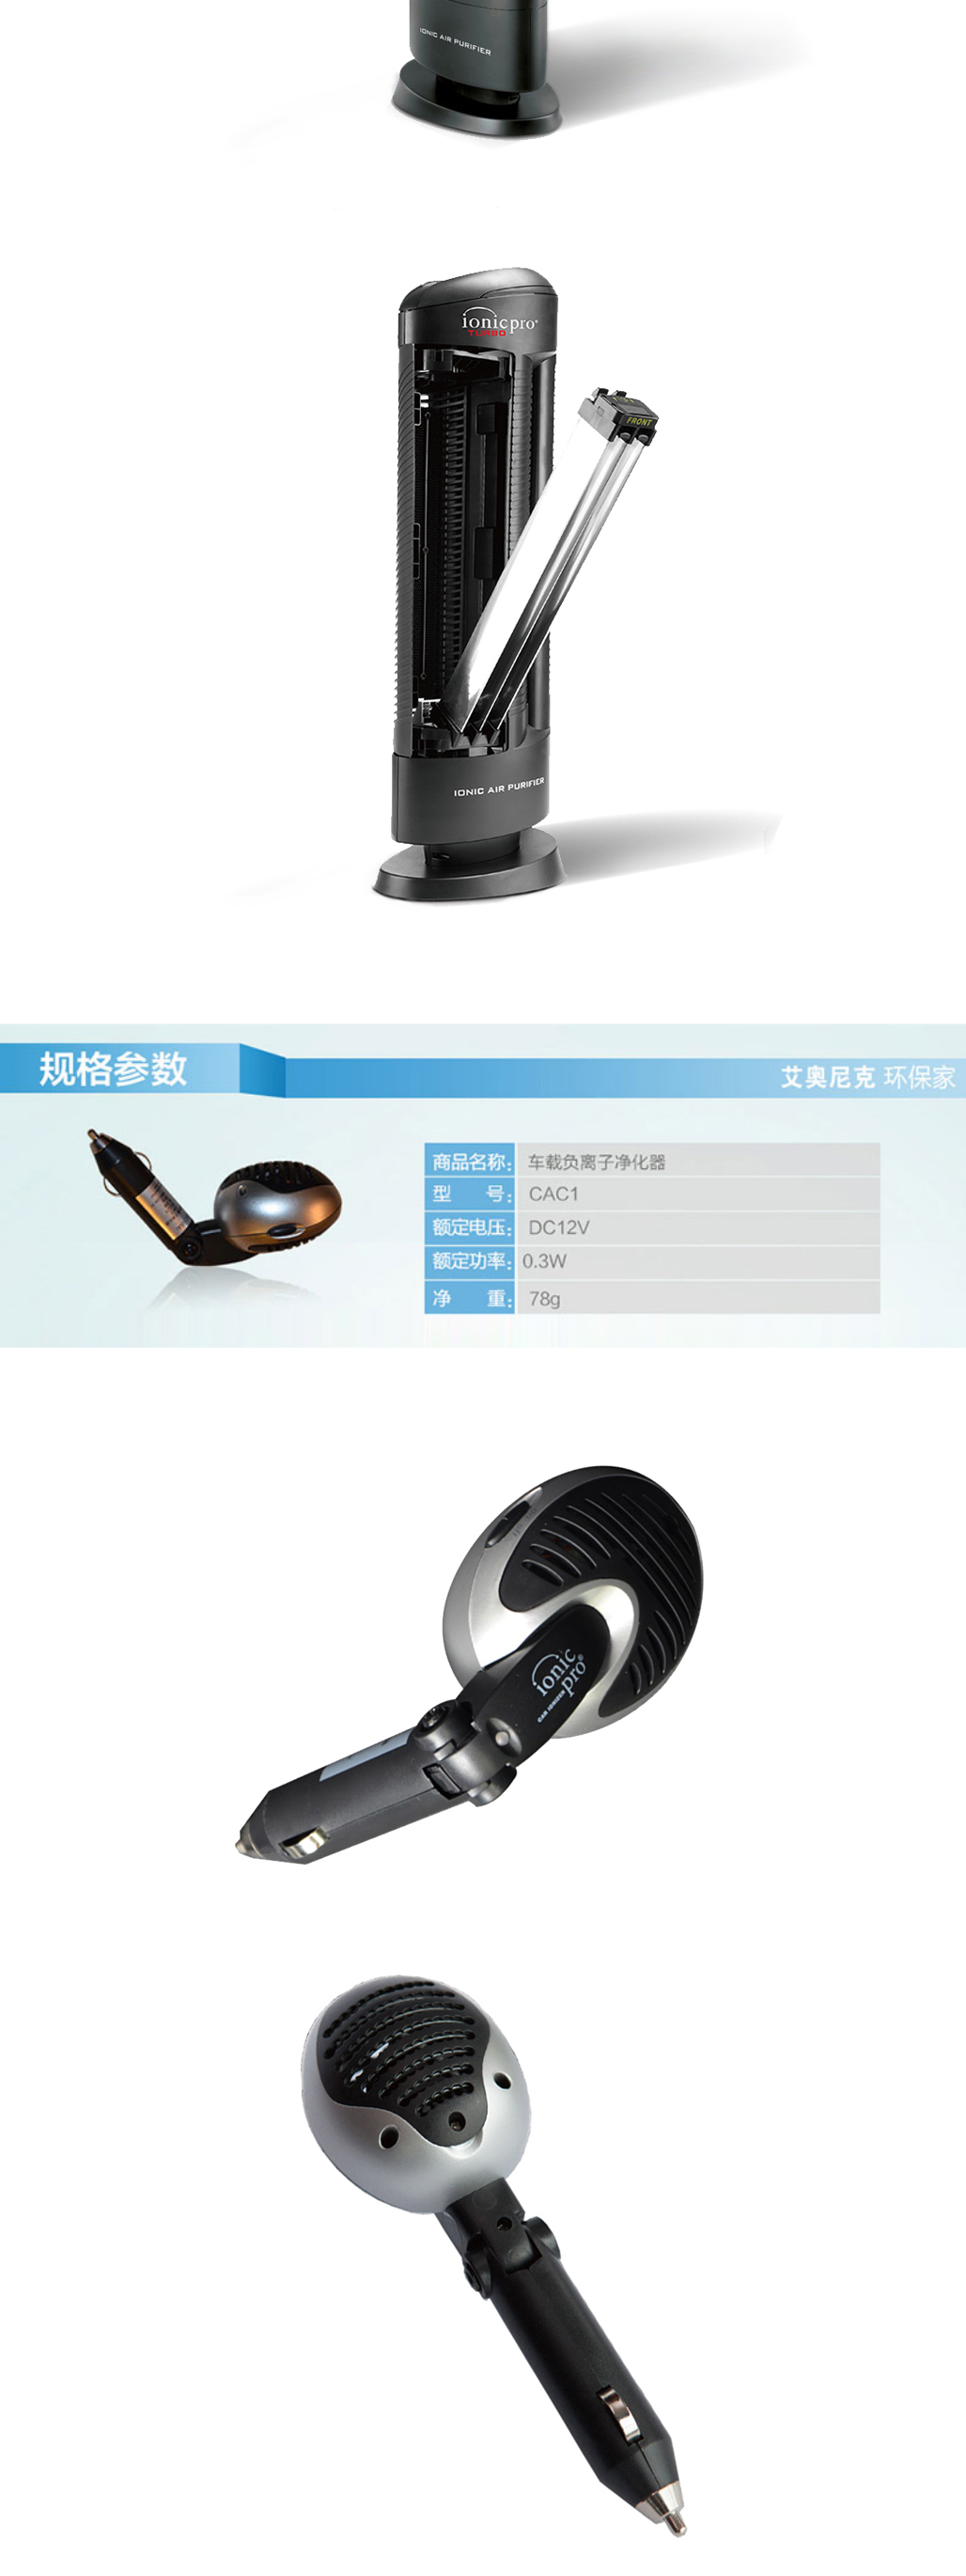 IONIC AIR PURIFIER
ionicpro®
TURBO
FRONT
IONIC AIR PURIFIER
规格参数
艾奥尼克 环保家
商品名称: 车载负离子净化器
型 号: CAC1
额定电压: DC12V
额定功率: 0.3W
净 重: 78g
ionic
pro®
CAR IONIZER